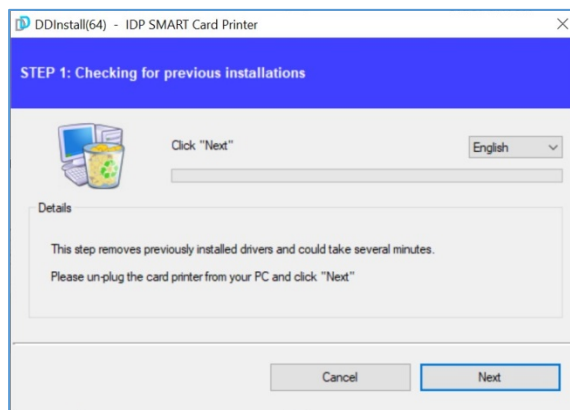 DDInstall(64) - IDP SMART Card Printer
STEP 1: Checking for previous installations
Click "Next"
English
Details
This step removes previously installed drivers and could take several minutes.
Please un-plug the card printer from your PC and click "Next"
Cancel
Next